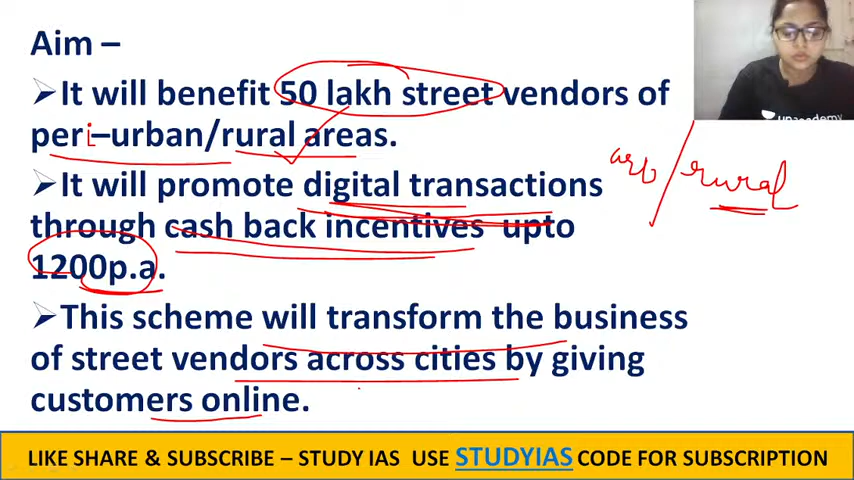 Aim –
➢It will benefit 50 lakh street vendors of
peri–urban/rural areas.
➢It will promote digital transactions
through cash back incentives upto
1200p.a.
➢This scheme will transform the business
of street vendors across cities by giving
customers online.
urb/rural
unacademy
LIKE SHARE & SUBSCRIBE – STUDY IAS USE STUDYIAS CODE FOR SUBSCRIPTION